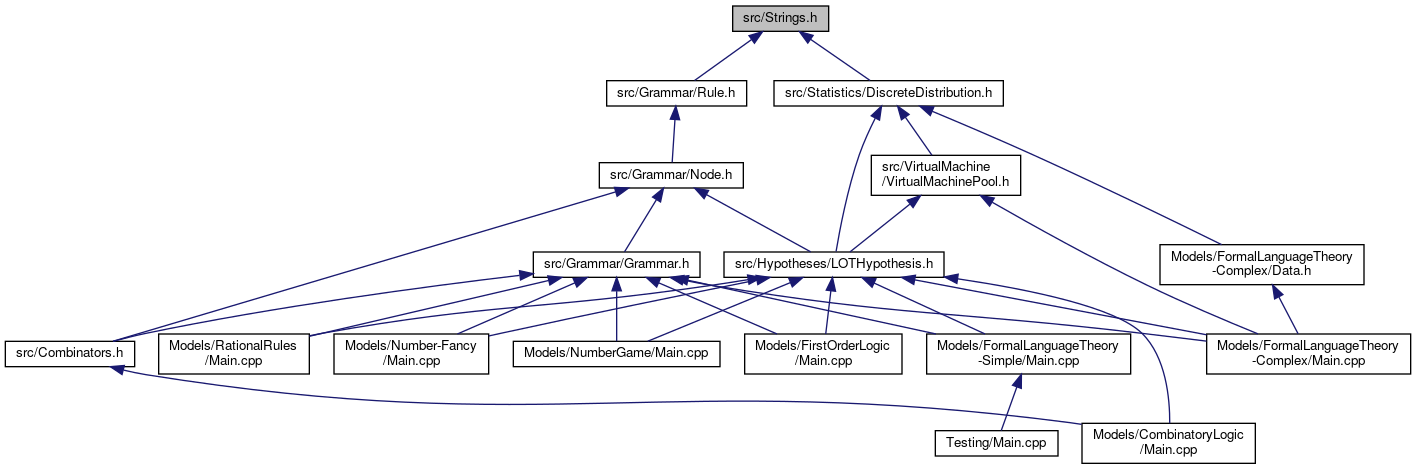 src/Strings.h
src/Grammar/Rule.h
src/Statistics/DiscreteDistribution.h
src/VirtualMachine
/VirtualMachinePool.h
src/Grammar/Node.h
src/Grammar/Grammar.h
src/Hypotheses/LOTHypothesis.h
Models/FormalLanguageTheory
-Complex/Data.h
src/Combinators.h
Models/RationalRules
/Main.cpp
Models/Number-Fancy
/Main.cpp
Models/NumberGame/Main.cpp
Models/FirstOrderLogic
/Main.cpp
Models/FormalLanguageTheory
-Simple/Main.cpp
Models/FormalLanguageTheory
-Complex/Main.cpp
Testing/Main.cpp
Models/CombinatoryLogic
/Main.cpp